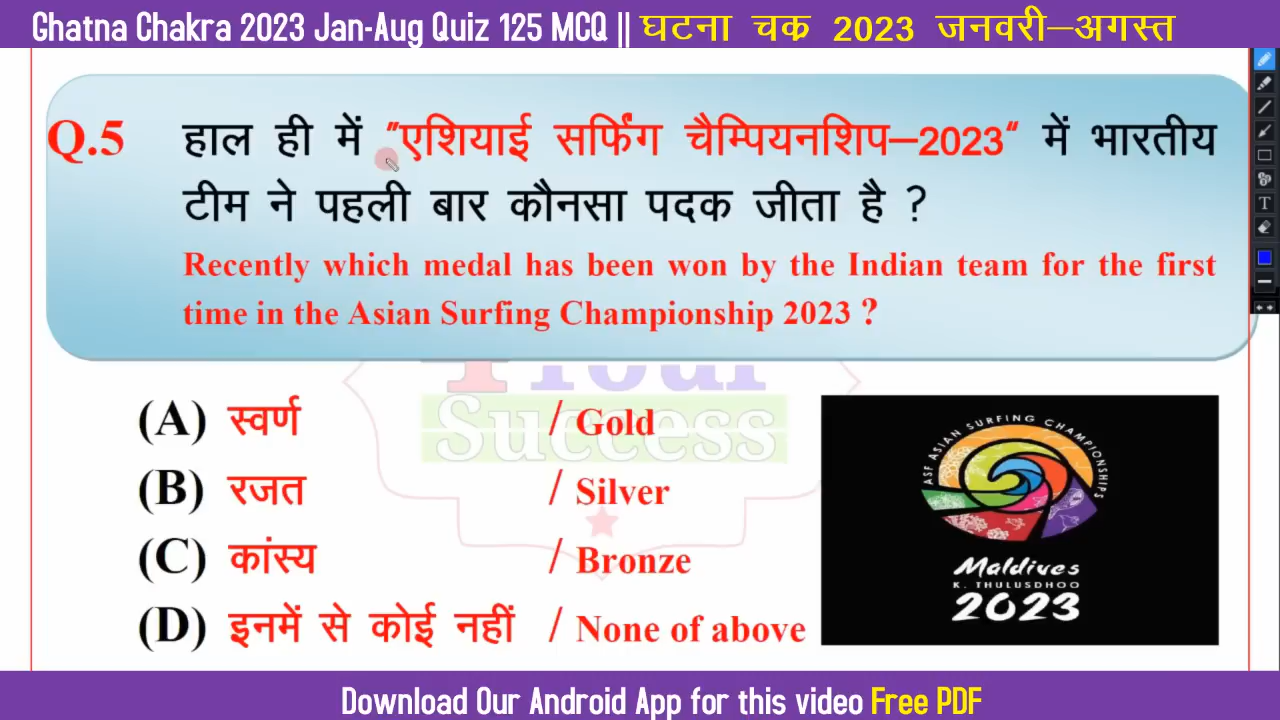 Ghatna Chakra 2023 Jan-Aug Quiz 125 MCQ || घटना चक्र 2023 जनवरी–अगस्त
Q.5 हाल ही में "एशियाई सर्फिंग चैम्पियनशिप–2023" में भारतीय
टीम ने पहली बार कौनसा पदक जीता है ?
Recently which medal has been won by the Indian team for the first
time in the Asian Surfing Championship 2023 ?
(A) स्वर्ण / Gold
(B) रजत / Silver
(C) कांस्य / Bronze
(D) इनमें से कोई नहीं / None of above
Success
ASF ASIAN SURFING CHAMPIONSHIPS
Maldives
K. THULUSDHOO
2023
T
Download Our Android App for this video Free PDF